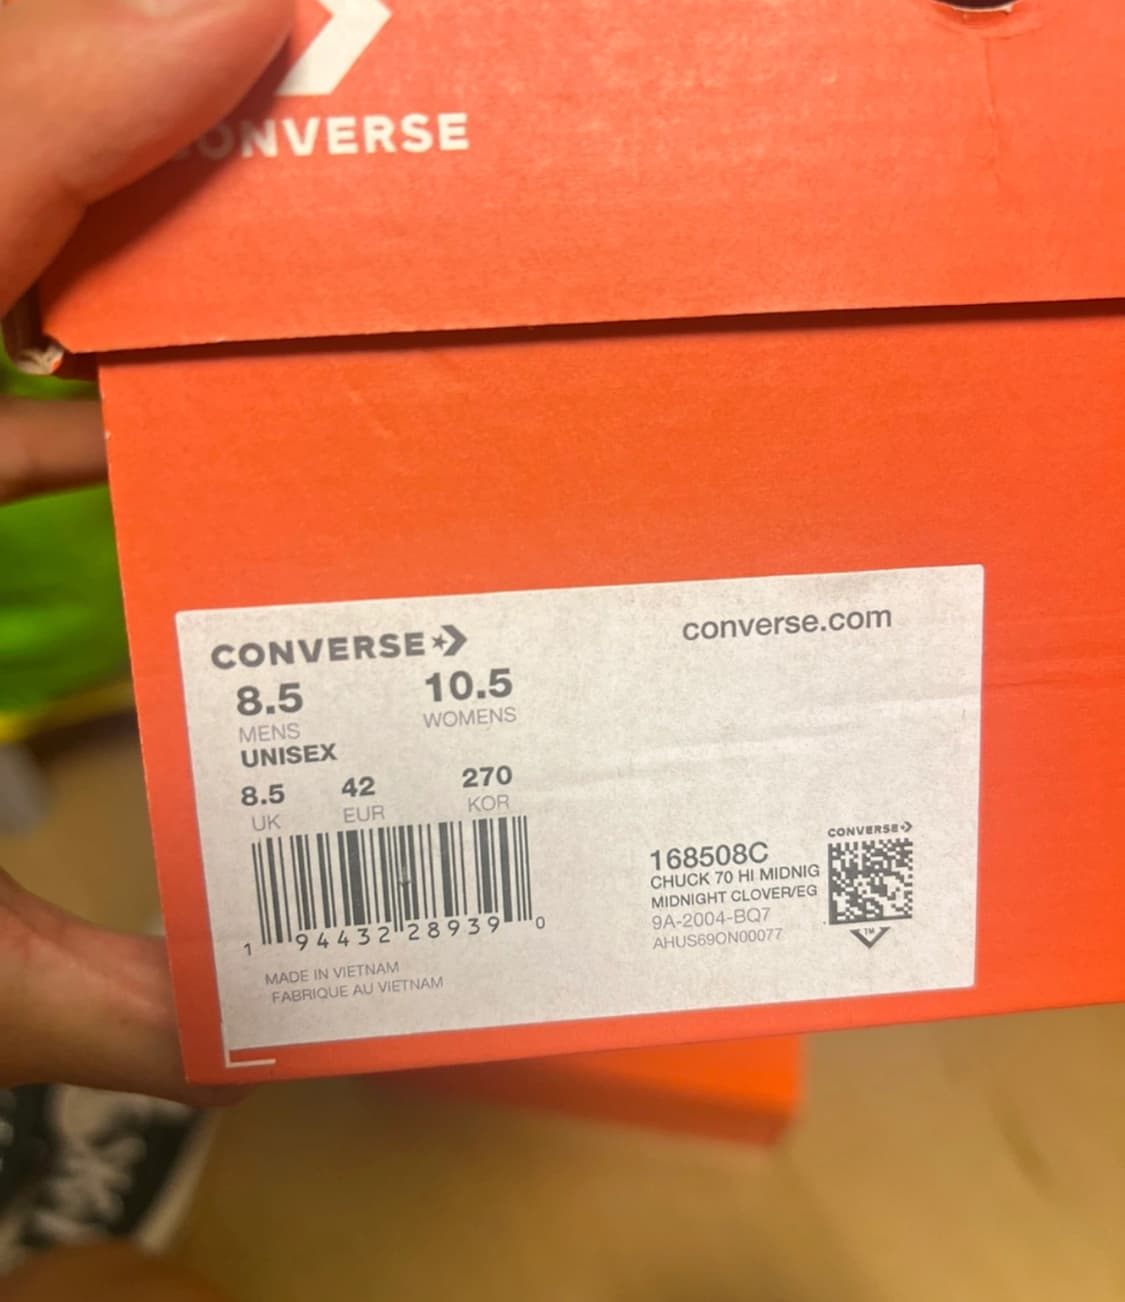 CONVERSE
CONVERSE
converse.com
8.5 10.5
MENS WOMENS
UNISEX
8.5 42 270
UK EUR KOR
1 94432 28939 0
MADE IN VIETNAM
FABRIQUE AU VIETNAM
168508C
CHUCK 70 HI MIDNIG
MIDNIGHT CLOVER/EG
9A-2004-BQ7
AHUS69ON00077
CONVERSE
TM